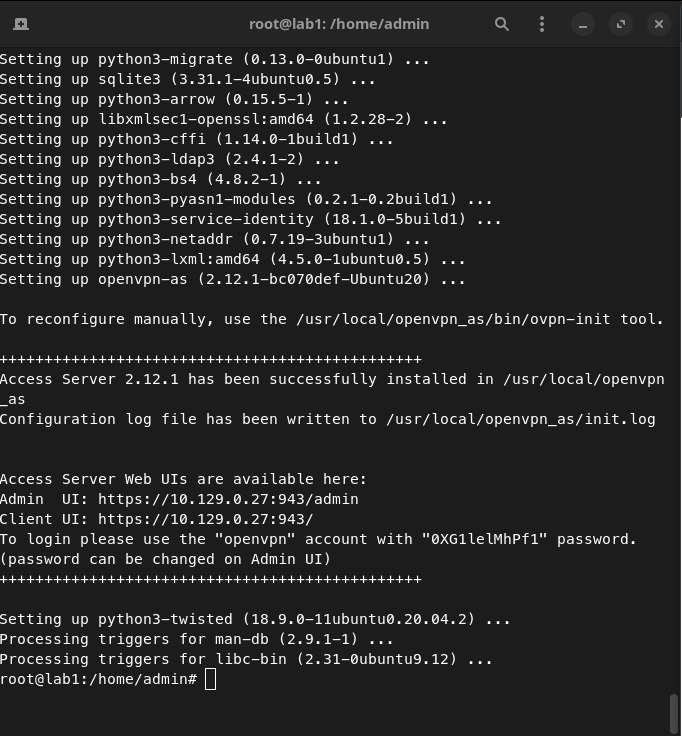 root@lab1: /home/admin
Setting up python3-migrate (0.13.0-0ubuntu1) ...
Setting up sqlite3 (3.31.1-4ubuntu0.5) ...
Setting up python3-arrow (0.15.5-1) ...
Setting up libxmlsec1-openssl:amd64 (1.2.28-2) ...
Setting up python3-cffi (1.14.0-1build1) ...
Setting up python3-ldap3 (2.4.1-2) ...
Setting up python3-bs4 (4.8.2-1) ...
Setting up python3-pyasn1-modules (0.2.1-0.2build1) ...
Setting up python3-service-identity (18.1.0-5build1) ...
Setting up python3-netaddr (0.7.19-3ubuntu1) ...
Setting up python3-lxml:amd64 (4.5.0-1ubuntu0.5) ...
Setting up openvpn-as (2.12.1-bc070def-Ubuntu20) ...
To reconfigure manually, use the /usr/local/openvpn_as/bin/ovpn-init tool.
+++++++++++++++++++++++++++++++++++++++++++++++
Access Server 2.12.1 has been successfully installed in /usr/local/openvpn
_as
Configuration log file has been written to /usr/local/openvpn_as/init.log
Access Server Web UIs are available here:
Admin  UI: https://10.129.0.27:943/admin
Client UI: https://10.129.0.27:943/
To login please use the "openvpn" account with "0XG1lelMhPf1" password.
(password can be changed on Admin UI)
+++++++++++++++++++++++++++++++++++++++++++++++
Setting up python3-twisted (18.9.0-11ubuntu0.20.04.2) ...
Processing triggers for man-db (2.9.1-1) ...
Processing triggers for libc-bin (2.31-0ubuntu9.12) ...
root@lab1:/home/admin#